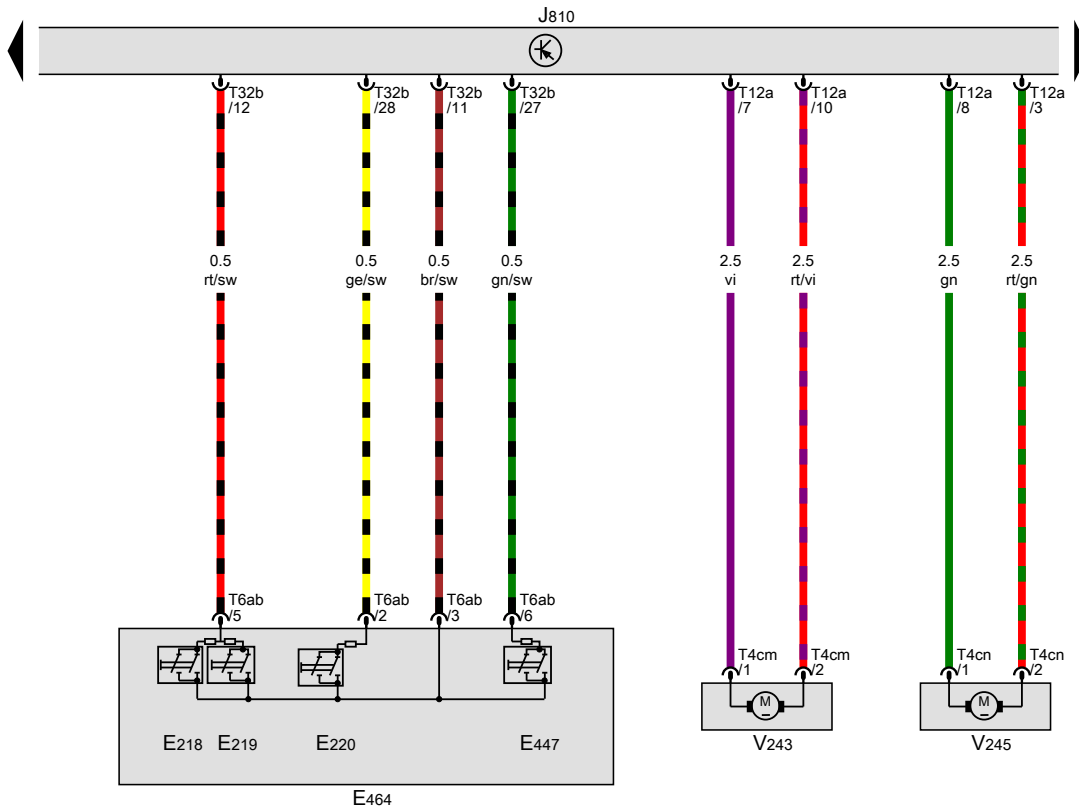 J810
T32b
/12
T32b
/28
T32b
/11
T32b
/27
T12a
/7
T12a
/10
T12a
/8
T12a
/3
0.5
rt/sw
0.5
ge/sw
0.5
br/sw
0.5
gn/sw
2.5
vi
2.5
rt/vi
2.5
gn
2.5
rt/gn
T6ab
/5
T6ab
/2
T6ab
/3
T6ab
/6
T4cm
/1
T4cm
/2
T4cn
/1
T4cn
/2
M
M
E218
E219
E220
E447
V243
V245
E464